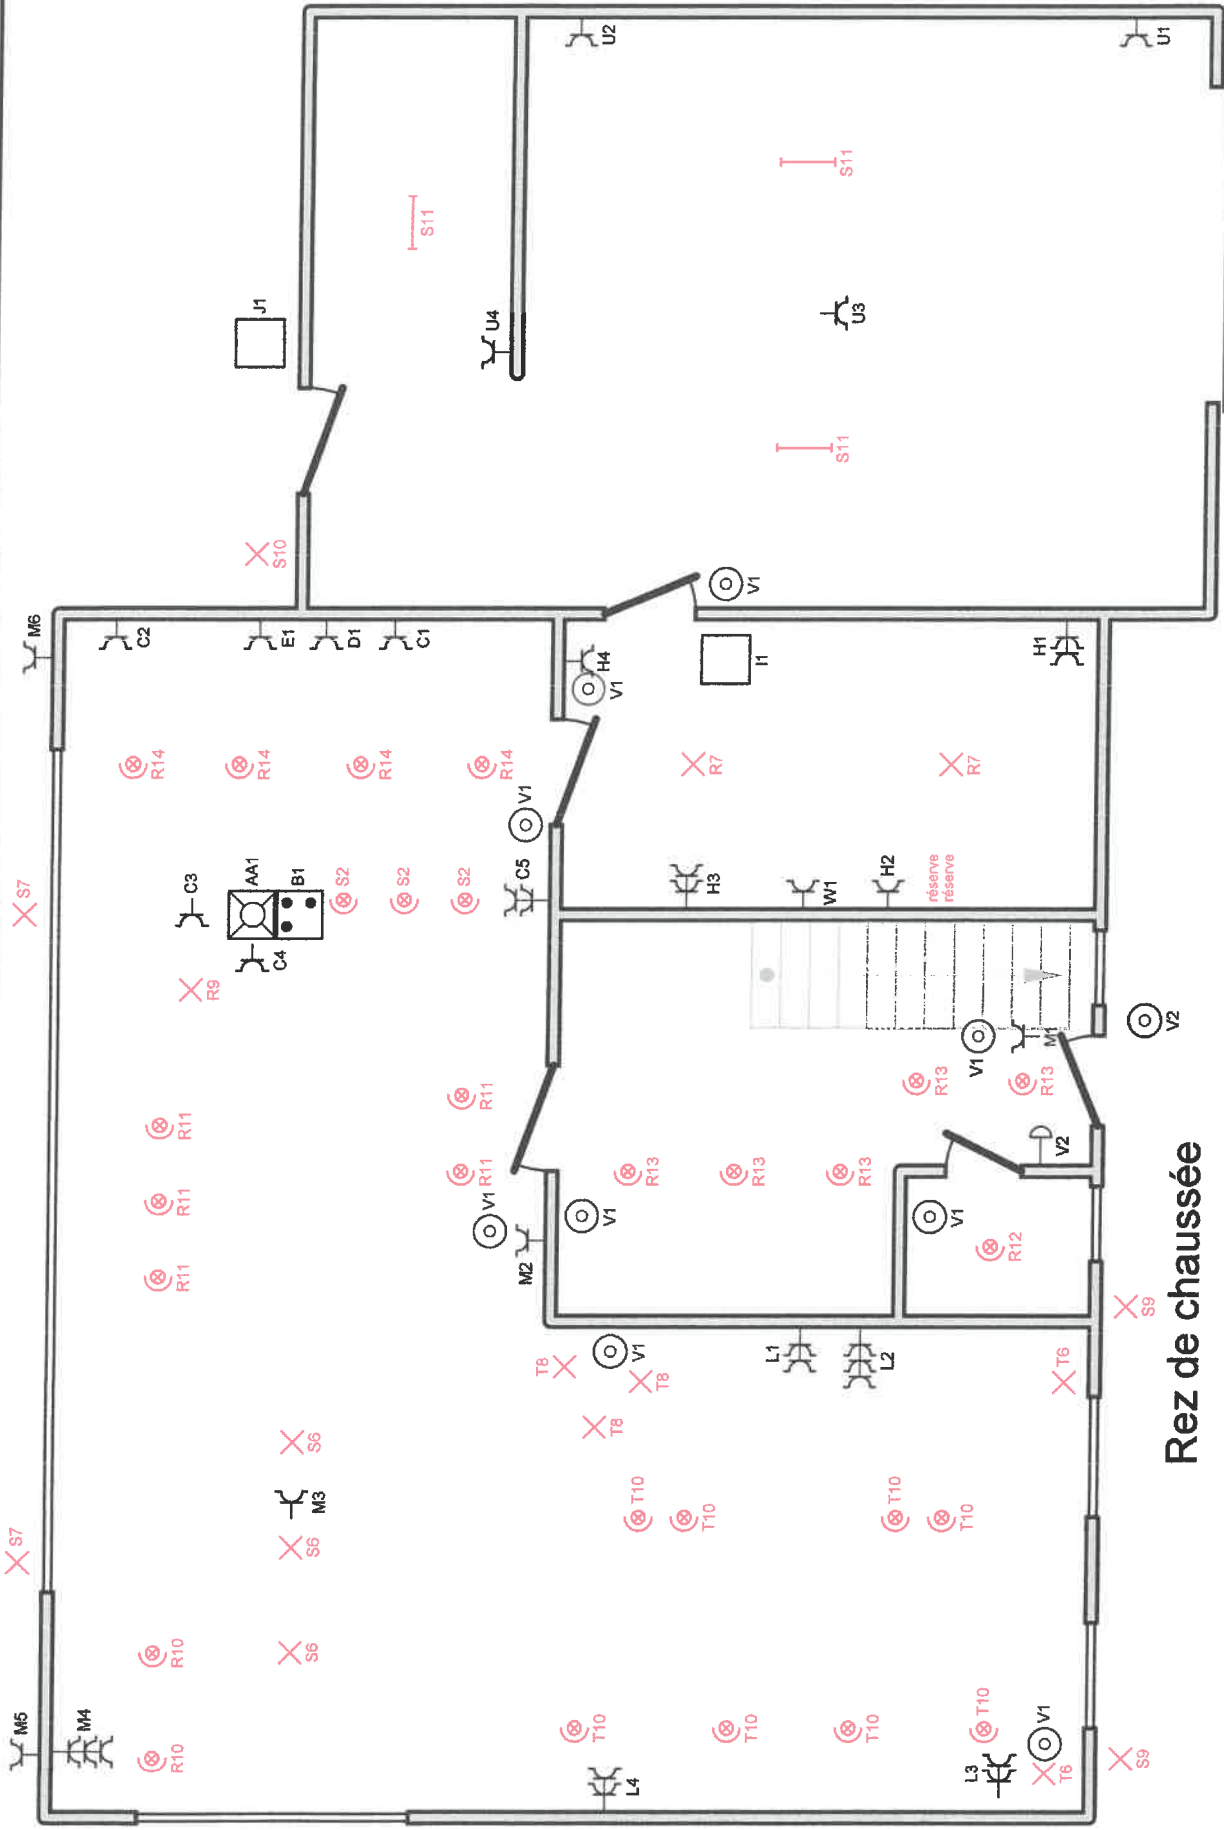 M5
S7
S7
M6
M4
C2
R14
R10
R10
R11
R11
R11
C3
R9
AA1
J1
R14
S10
C4
E1
B1
S6
S6
S6
M3
S2
D1
R14
S2
C1
S11
S2
R11
R11
V1
U4
R14
V1
C5
M2
T8
T10
H4
U2
V1
V1
T8
L4
T10
V1
R13
T8
T10
H3
R7
T10
V1
R13
I1
L1
W1
S11
S11
U3
R13
T10
H2
L2
T10
réserve
réserve
R13
V1
T10
L3
R7
V1
T10
R12
H1
V1
R13
M1
V2
T6
T6
S9
S9
U1
V2
Rez de chaussée